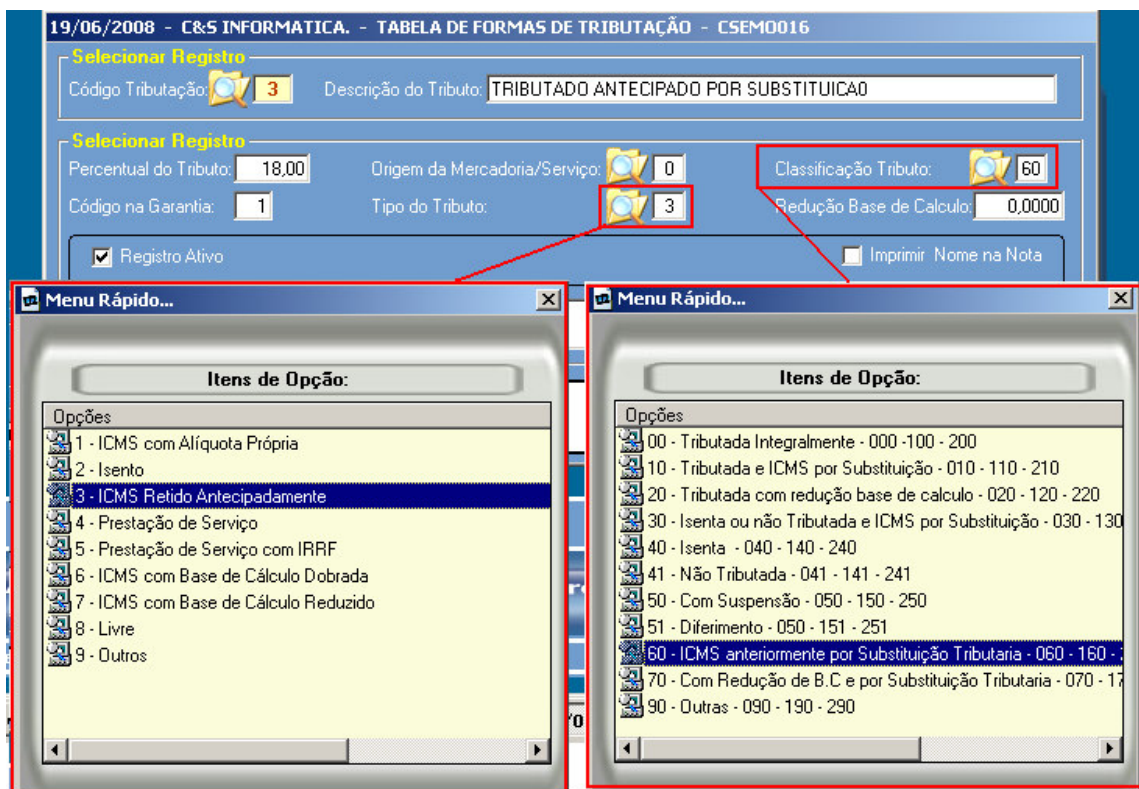 19/06/2008 - C&S INFORMATICA. - TABELA DE FORMAS DE TRIBUTAÇÃO - CSEM0016
Selecionar Registro
Código Tributação: 3 Descrição do Tributo: TRIBUTADO ANTECIPADO POR SUBSTITUICAO
Selecionar Registro
Percentual do Tributo: 18,00 Origem da Mercadoria/Serviço: 0 Classificação Tributo: 60
Código na Garantia: 1 Tipo do Tributo: 3 Redução Base de Calculo: 0,0000
Registro Ativo Imprimir Nome na Nota
Menu Rápido...
Itens de Opção:
Opções
1 - ICMS com Alíquota Própria
2 - Isento
3 - ICMS Retido Antecipadamente
4 - Prestação de Serviço
5 - Prestação de Serviço com IRRF
6 - ICMS com Base de Cálculo Dobrada
7 - ICMS com Base de Cálculo Reduzido
8 - Livre
9 - Outros
Menu Rápido...
Itens de Opção:
Opções
00 - Tributada Integralmente - 000 -100 - 200
10 - Tributada e ICMS por Substituição - 010 - 110 - 210
20 - Tributada com redução base de calculo - 020 - 120 - 220
30 - Isenta ou não Tributada e ICMS por Substituição - 030 - 130
40 - Isenta - 040 - 140 - 240
41 - Não Tributada - 041 - 141 - 241
50 - Com Suspensão - 050 - 150 - 250
51 - Diferimento - 050 - 151 - 251
60 - ICMS anteriormente por Substituição Tributaria - 060 - 160 -
70 - Com Redução de B.C e por Substituição Tributaria - 070 - 17
90 - Outras - 090 - 190 - 290